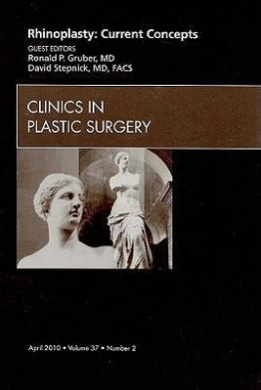 Rhinoplasty: Current Concepts
GUEST EDITORS
Ronald P. Gruber, MD
David Stepnick, MD, FACS
CLINICS IN
PLASTIC SURGERY
April 2010 • Volume 37 • Number 2